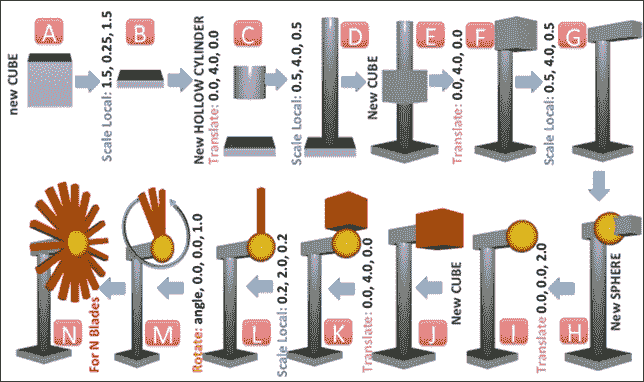 new CUBE
A
Scale Local: 1.5, 0.25, 1.5
B
New HOLLOW CYLINDER
Translate: 0.0, 4.0, 0.0
C
Scale Local: 0.5, 4.0, 0.5
D
New CUBE
E
Translate: 0.0, 4.0, 0.0
F
Scale Local: 0.5, 4.0, 0.5
G
New SPHERE
H
Translate: 0.0, 0.0, 2.0
I
New CUBE
J
Translate: 0.0, 4.0, 0.0
K
Scale Local: 0.2, 2.0, 0.2
L
Rotate: angle, 0.0, 0.0, 1.0
M
For N Blades
N